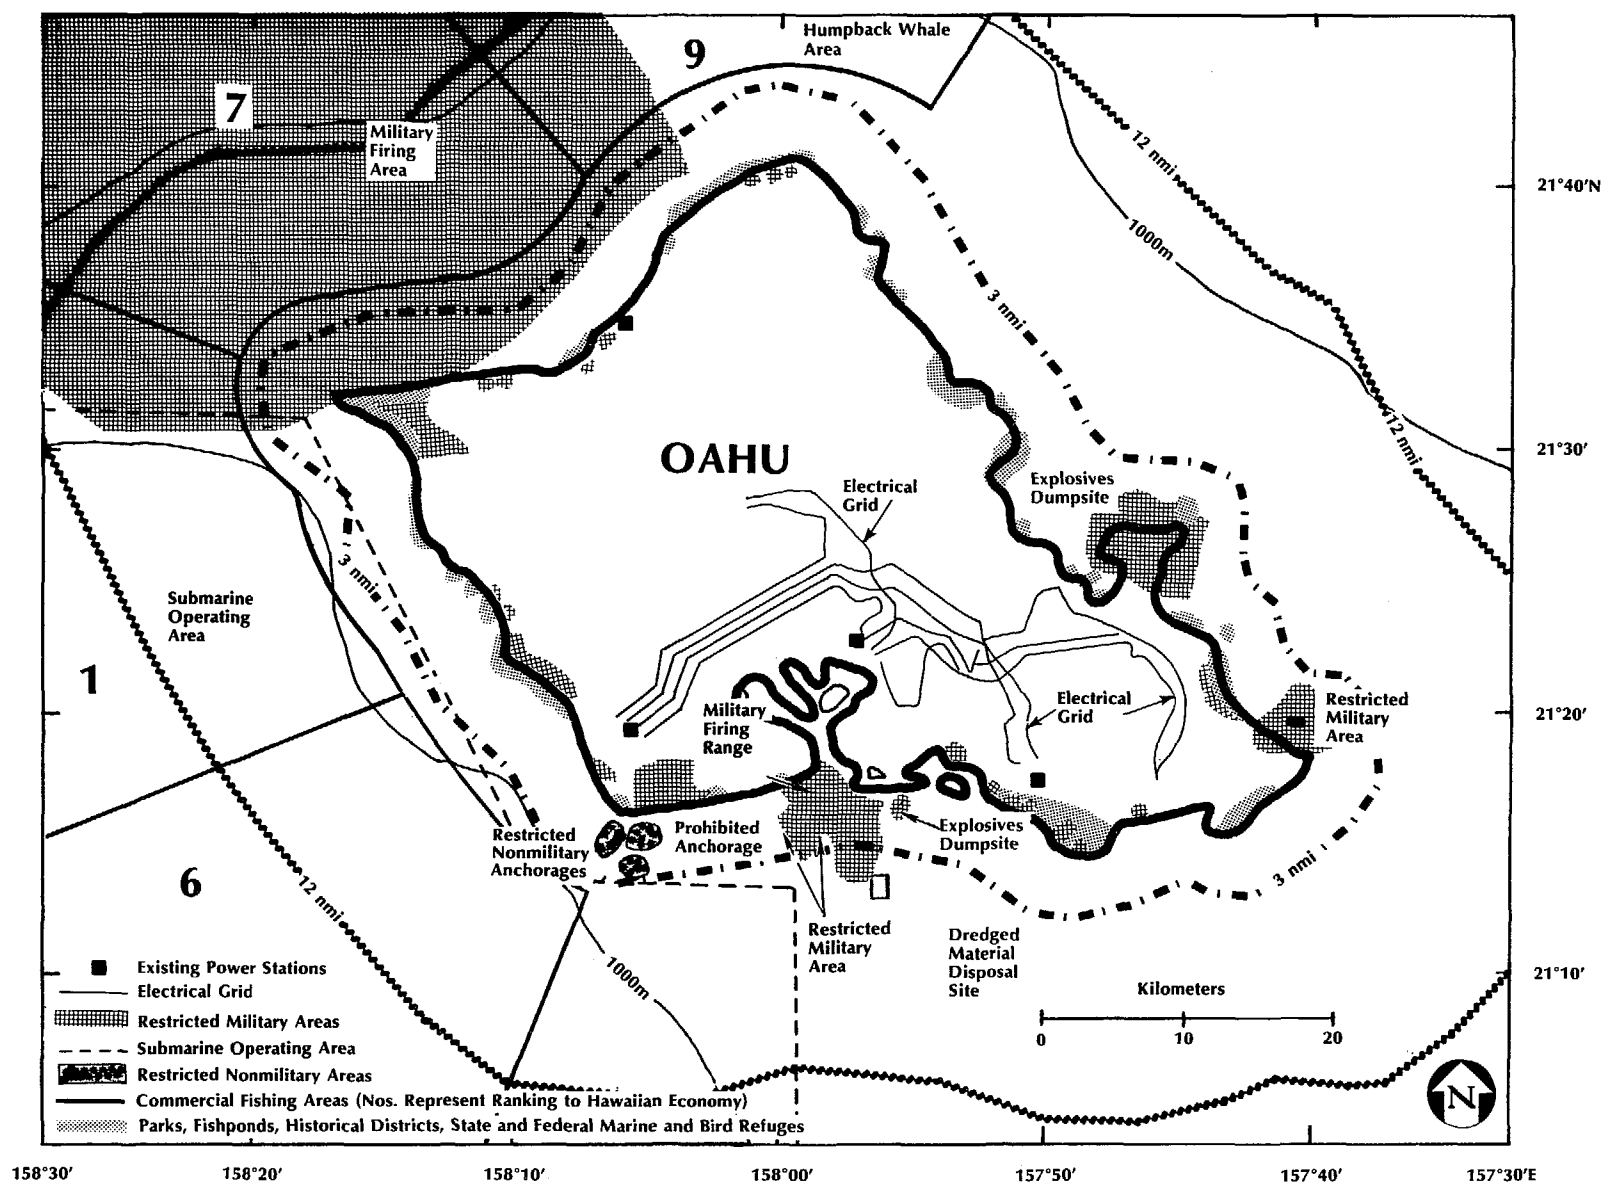 9
Humpback Whale
Area
7
Military
Firing
Area
12 nmi
21°40'N
1000m
3 nmi
OAHU
12 nmi
21°30'
Electrical
Grid
Explosives
Dumpsite
3 nmi
Submarine
Operating
Area
1
Military
Firing
Range
Electrical
Grid
Restricted
Military
Area
21°20'
Restricted
Nonmilitary
Anchorages
Prohibited
Anchorage
Explosives
Dumpsite
3 nmi
6
12 nmi
Restricted
Military
Area
Dredged
Material
Disposal
Site
1000m
21°10'
Kilometers
0 10 20
Existing Power Stations
Electrical Grid
Restricted Military Areas
Submarine Operating Area
Restricted Nonmilitary Areas
Commercial Fishing Areas (Nos. Represent Ranking to Hawaiian Economy)
Parks, Fishponds, Historical Districts, State and Federal Marine and Bird Refuges
N
158°30' 158°20' 158°10' 158°00' 157°50' 157°40' 157°30'E